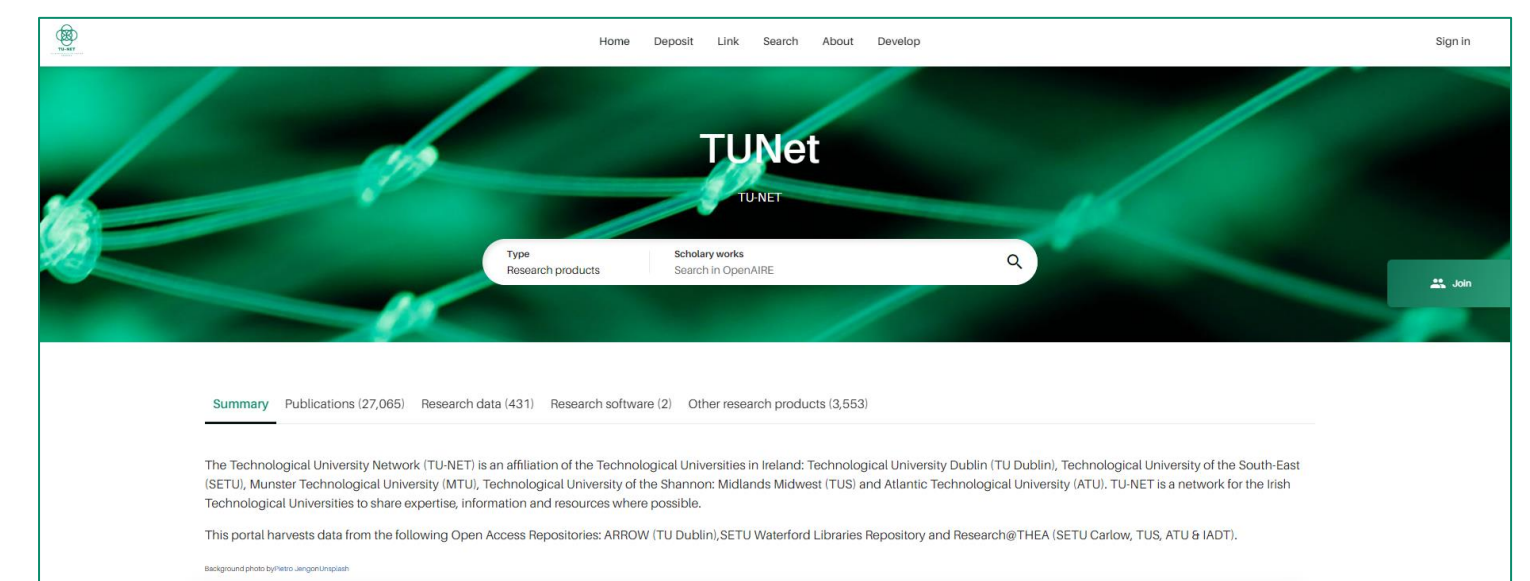 TU-NET
Home Deposit Link Search About Develop
Sign in
TUNet
TU-NET
Type
Research products
Scholary works
Search in OpenAIRE
Join
Summary Publications (27,065) Research data (431) Research software (2) Other research products (3,553)
The Technological University Network (TU-NET) is an affiliation of the Technological Universities in Ireland: Technological University Dublin (TU Dublin), Technological University of the South-East
(SETU), Munster Technological University (MTU), Technological University of the Shannon: Midlands Midwest (TUS) and Atlantic Technological University (ATU). TU-NET is a network for the Irish
Technological Universities to share expertise, information and resources where possible.
This portal harvests data from the following Open Access Repositories: ARROW (TU Dublin),SETU Waterford Libraries Repository and Research@THEA (SETU Carlow, TUS, ATU & IADT).
Background photo byPietro JengonUnsplash